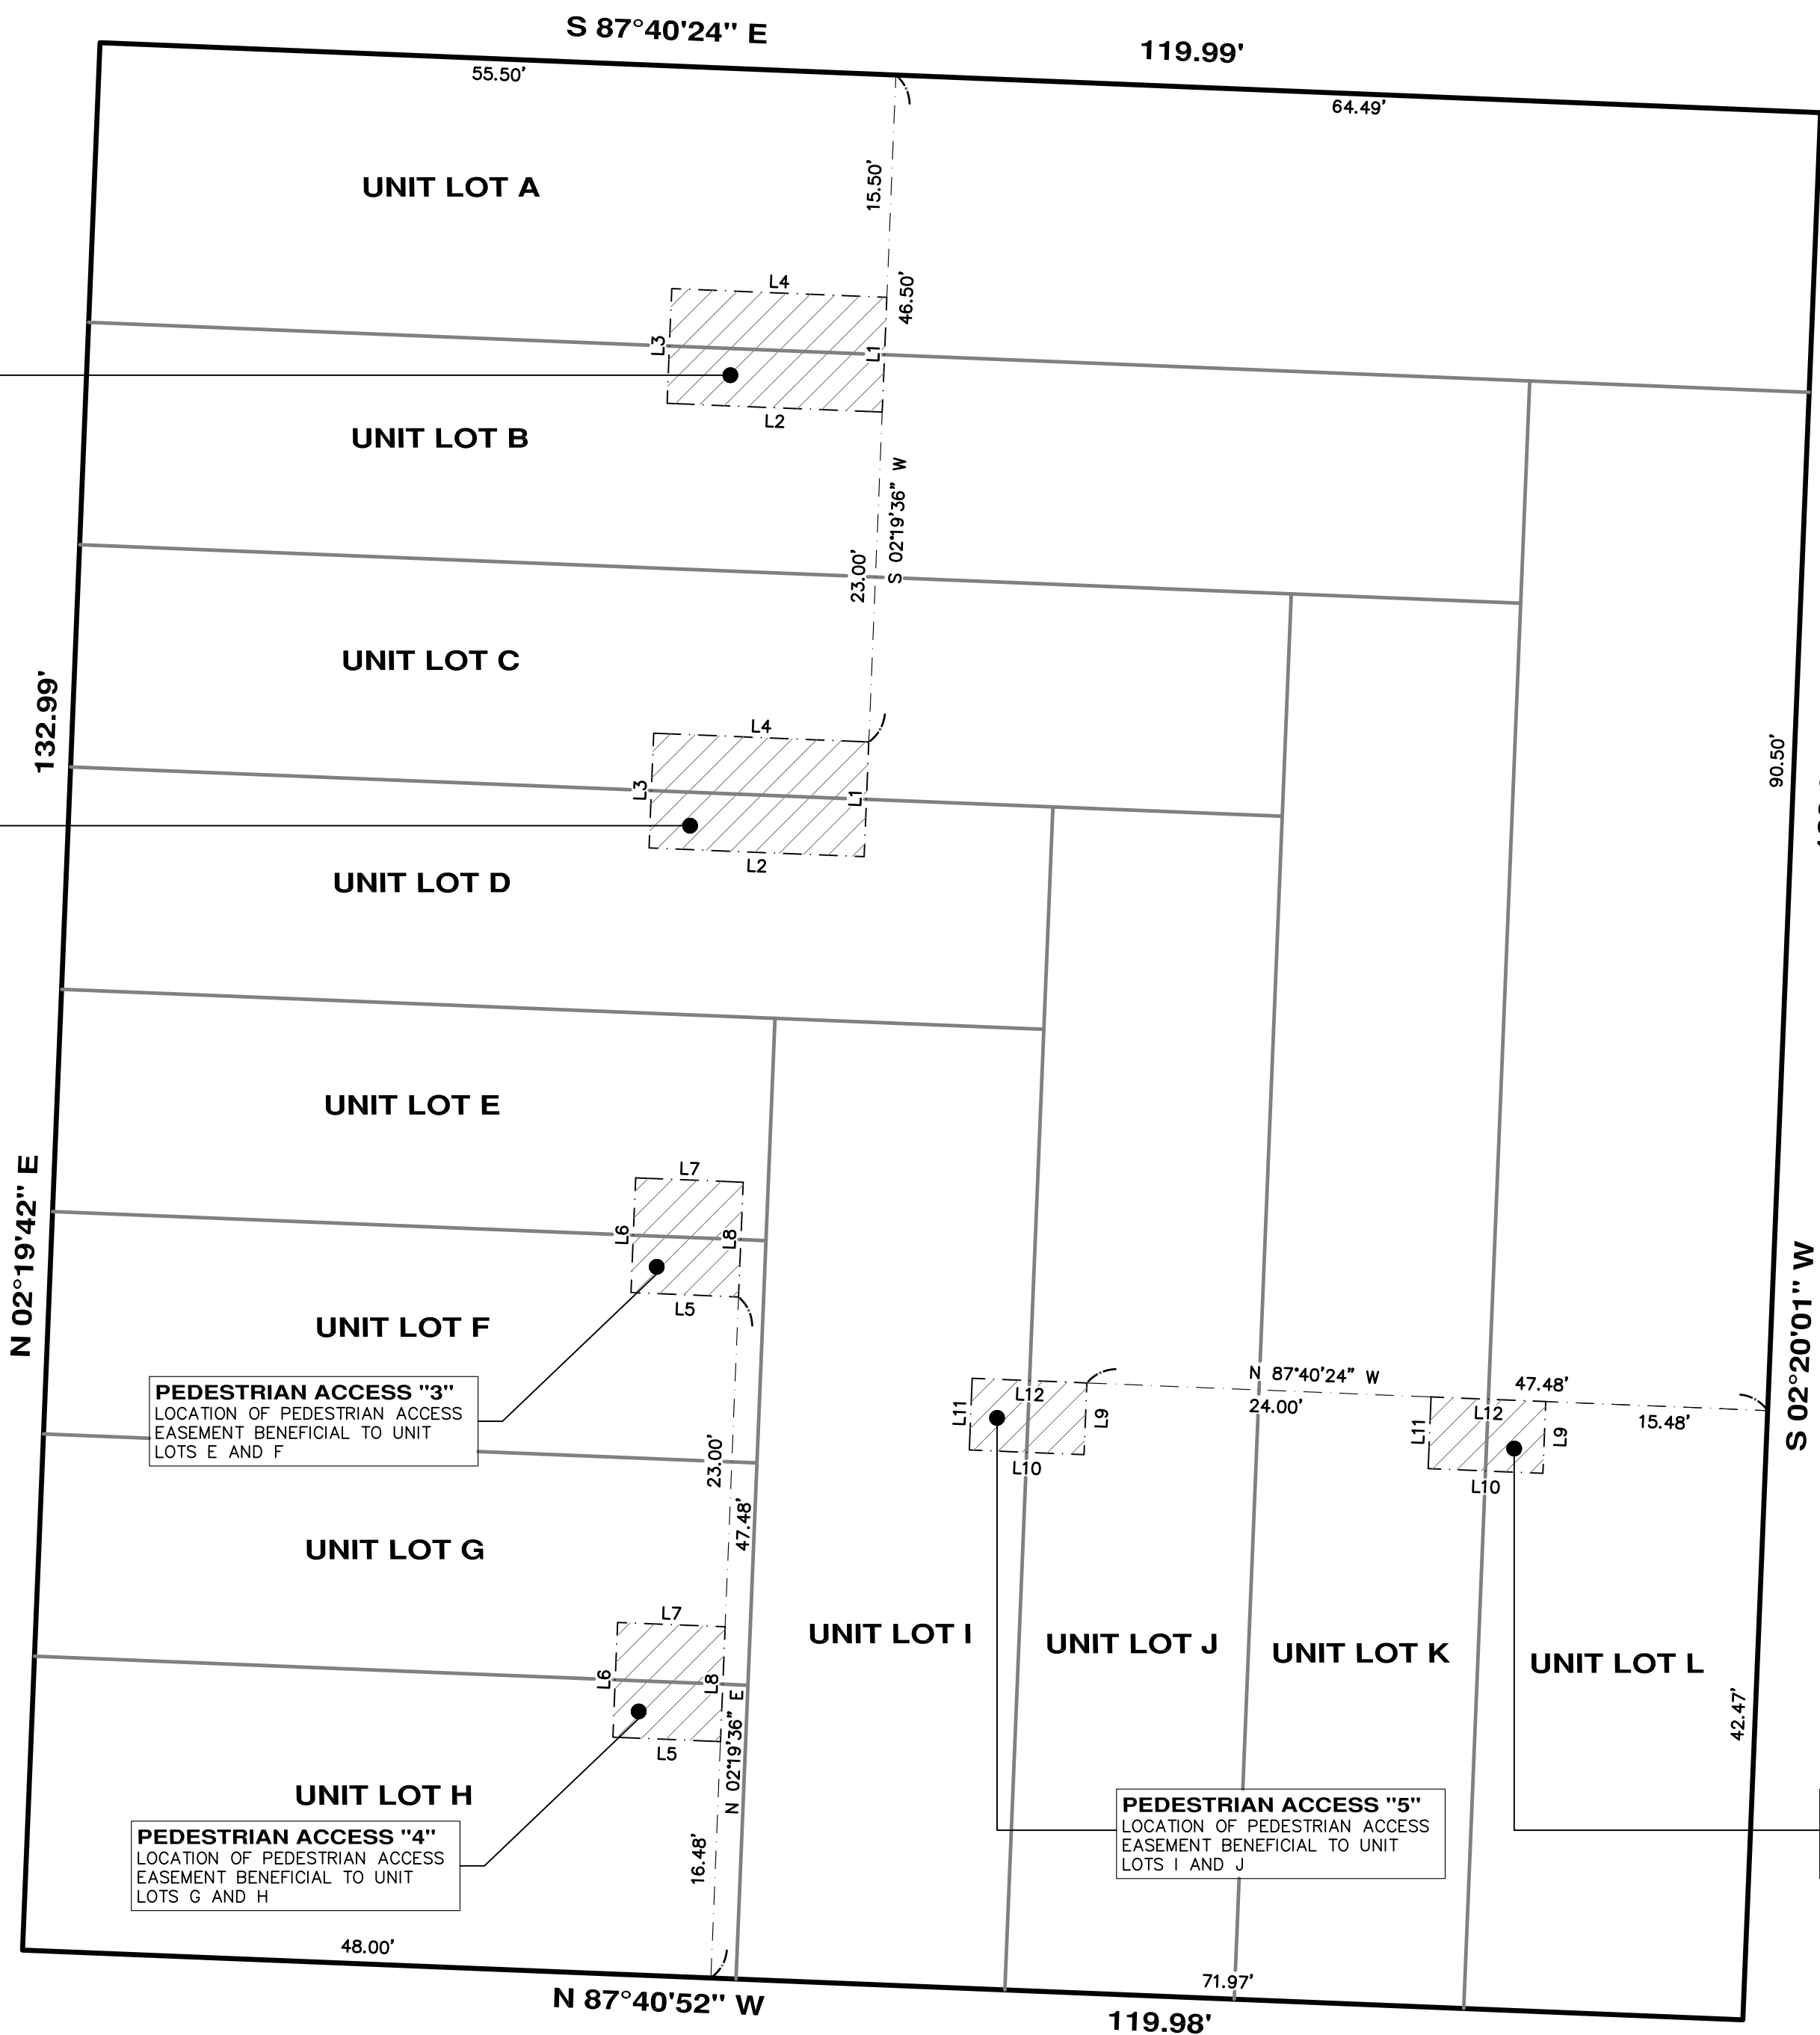 S 87°40'24" E
119.99'
55.50'
64.49'
UNIT LOT A
15.50'
L4
46.50'
L3
L1
L2
UNIT LOT B
S 02°19'36" W
23.00'
UNIT LOT C
132.99'
L4
90.50'
L3
L1
L2
UNIT LOT D
UNIT LOT E
N 02°19'42" E
L7
L6
L8
L5
UNIT LOT F
S 02°20'01" W
PEDESTRIAN ACCESS "3"
LOCATION OF PEDESTRIAN ACCESS
EASEMENT BENEFICIAL TO UNIT
LOTS E AND F
N 87°40'24" W
47.48'
L12
24.00'
L12
15.48'
L11
L9
L11
L9
L10
L10
23.00'
47.48'
UNIT LOT G
L7
L6
L8
L5
N 02°19'36" E
UNIT LOT I
UNIT LOT J
UNIT LOT K
UNIT LOT L
42.47'
UNIT LOT H
PEDESTRIAN ACCESS "4"
LOCATION OF PEDESTRIAN ACCESS
EASEMENT BENEFICIAL TO UNIT
LOTS G AND H
PEDESTRIAN ACCESS "5"
LOCATION OF PEDESTRIAN ACCESS
EASEMENT BENEFICIAL TO UNIT
LOTS I AND J
16.48'
48.00'
71.97'
N 87°40'52" W
119.98'